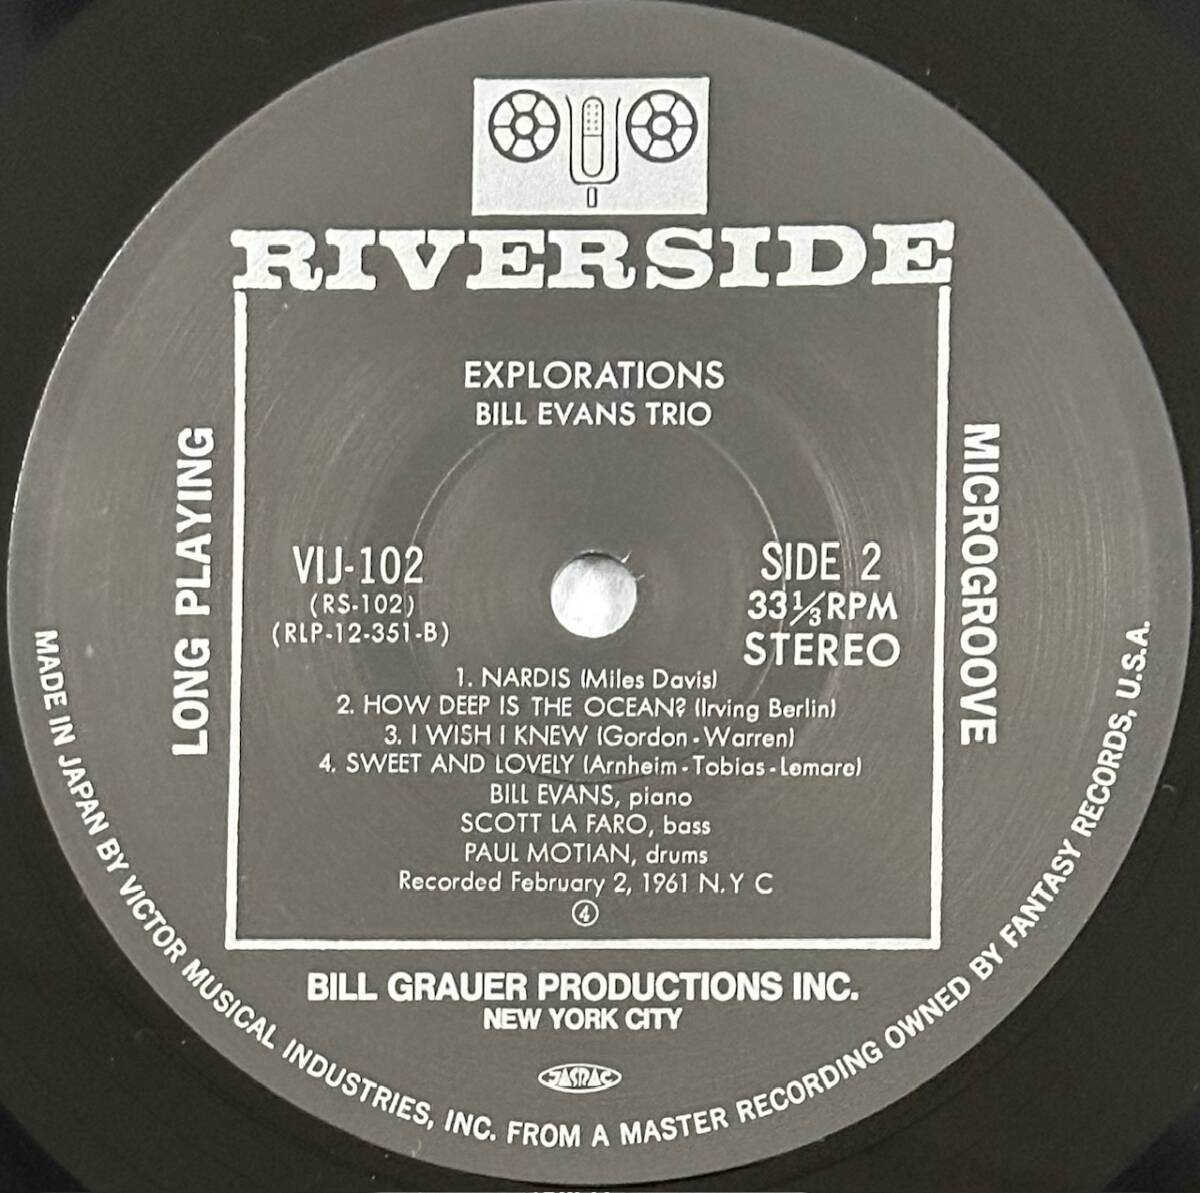 RIVERSIDE
EXPLORATIONS
BILL EVANS TRIO
LONG PLAYING
MICROGROOVE
VIJ-102
(RS-102)
(RLP-12-351-B)
SIDE 2
33 1/3 RPM
STEREO
1. NARDIS (Miles Davis)
2. HOW DEEP IS THE OCEAN? (Irving Berlin)
3. I WISH I KNEW (Gordon-Warren)
4. SWEET AND LOVELY (Arnheim-Tobias-Lemare)
BILL EVANS, piano
SCOTT LA FARO, bass
PAUL MOTIAN, drums
Recorded February 2, 1961 N.Y C
④
BILL GRAUER PRODUCTIONS INC.
NEW YORK CITY
JASRAC
MADE IN JAPAN BY VICTOR MUSICAL INDUSTRIES, INC. FROM A MASTER RECORDING OWNED BY FANTASY RECORDS, U.S.A.